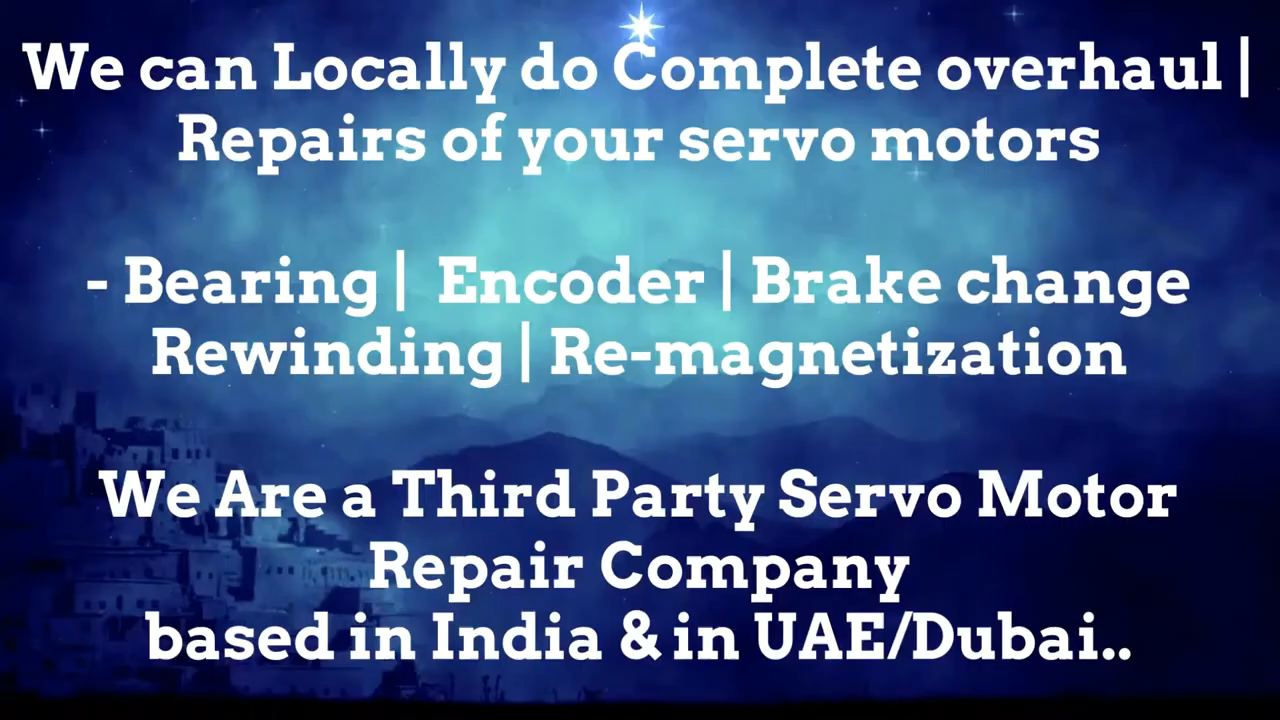 We can Locally do Complete overhaul |
Repairs of your servo motors
- Bearing | Encoder | Brake change
Rewinding | Re-magnetization
We Are a Third Party Servo Motor
Repair Company
based in India & in UAE/Dubai..